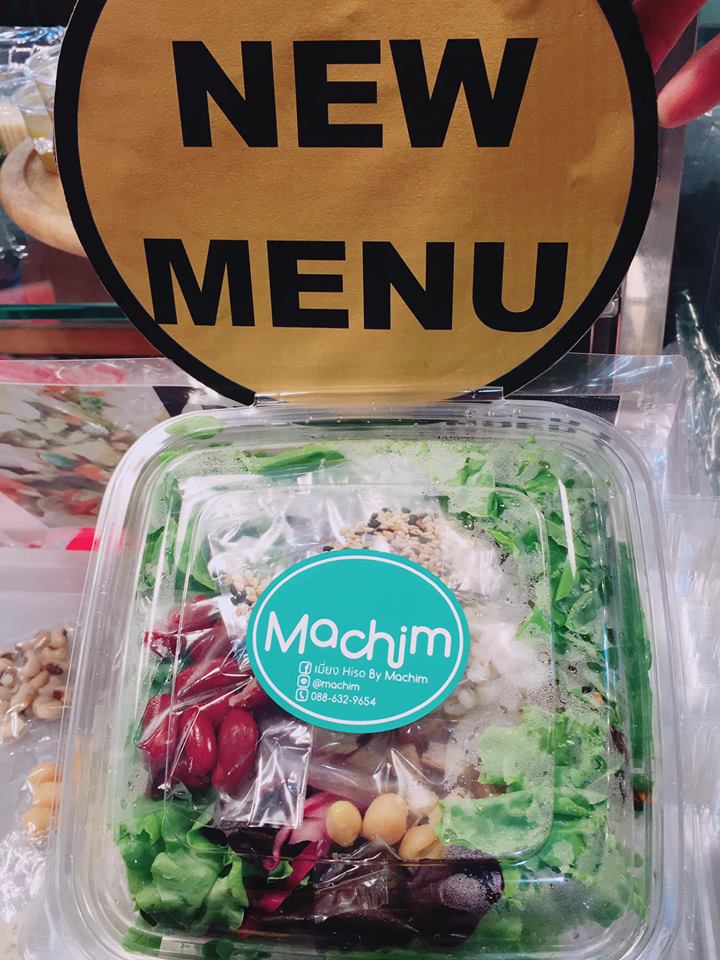 NEW
MENU
Machim
เมี่ยง Hiso By Machim
@machim
088-632-9654